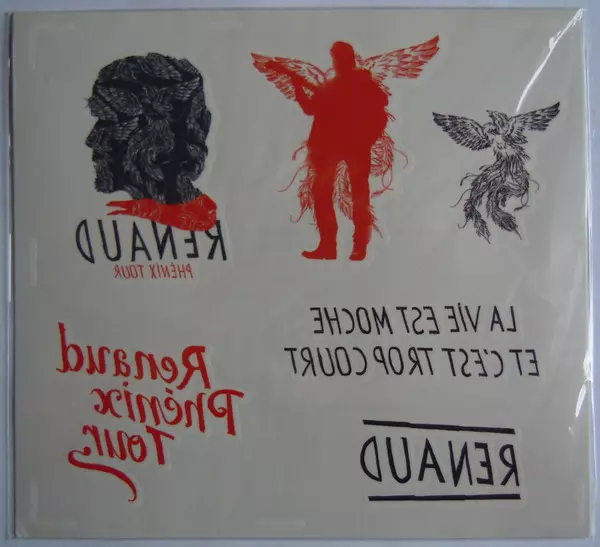 RENAUD
PHÉNIX TOUR
LA VIE EST MOCHE
ET C'EST TROP COURT
Renaud
Phénix
Tour
RENAUD